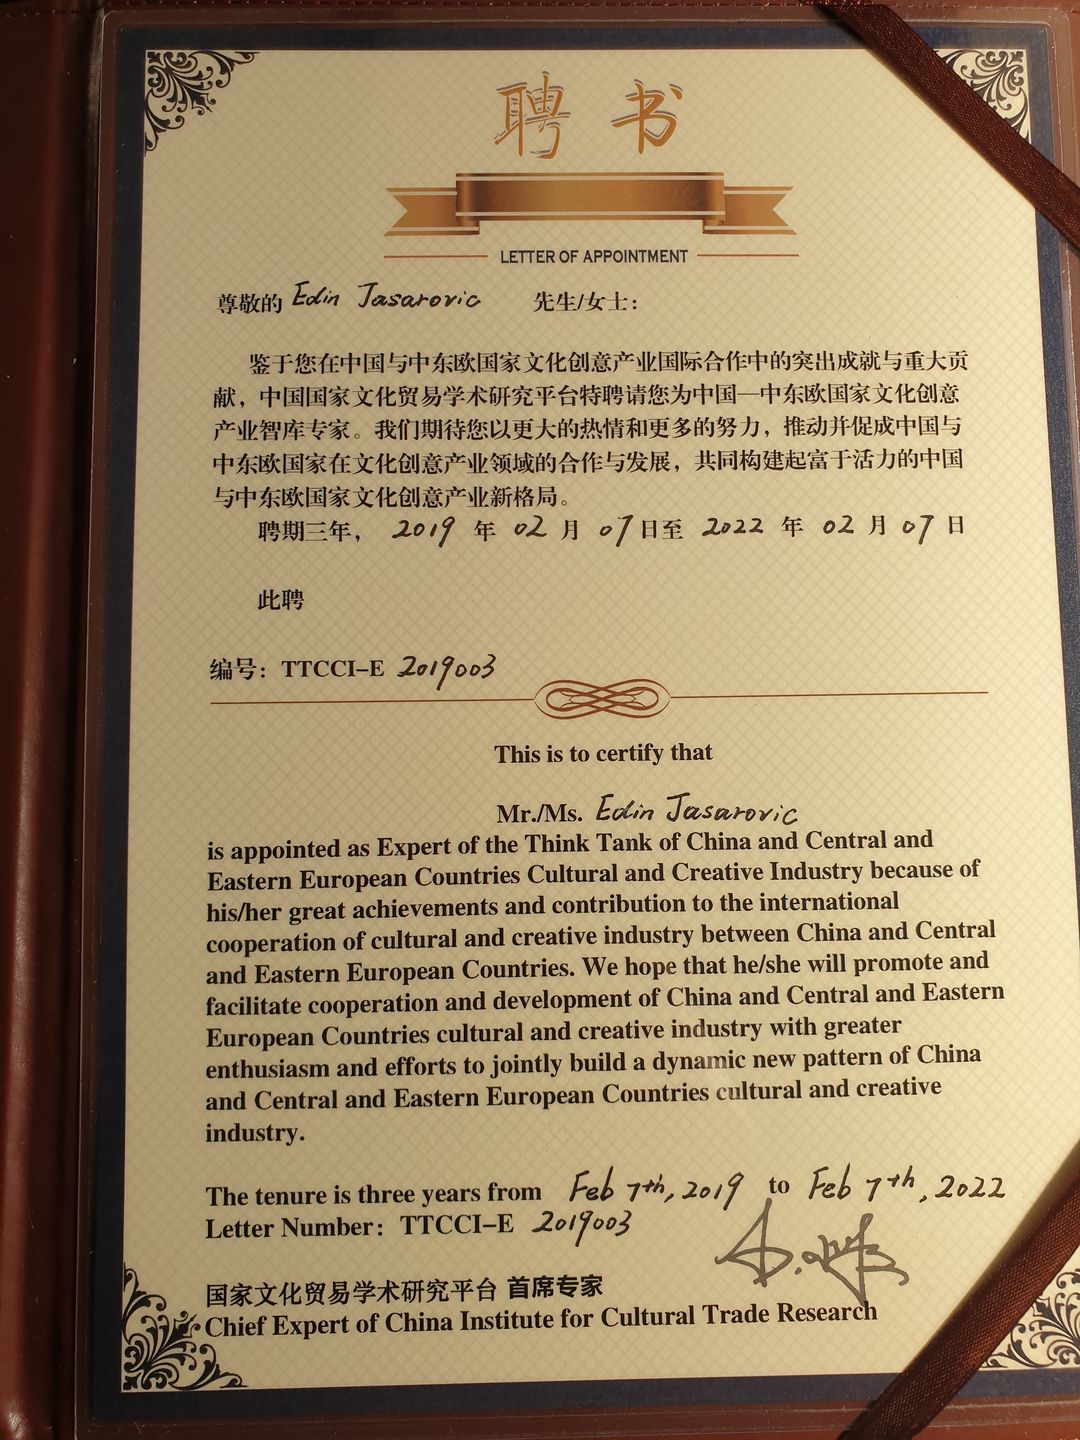 聘书
LETTER OF APPOINTMENT
尊敬的 Edin Jasarovic 先生/女士：
鉴于您在中国与中东欧国家文化创意产业国际合作中的突出成就与重大贡
献，中国国家文化贸易学术研究平台特聘请您为中国—中东欧国家文化创意
产业智库专家。我们期待您以更大的热情和更多的努力，推动并促成中国与
中东欧国家在文化创意产业领域的合作与发展，共同构建起富于活力的中国
与中东欧国家文化创意产业新格局。
聘期三年， 2019 年 02 月 07 日至 2022 年 02 月 07 日
此聘
编号：TTCCI-E 2019003
This is to certify that
Mr./Ms. Edin Jasarovic
is appointed as Expert of the Think Tank of China and Central and
Eastern European Countries Cultural and Creative Industry because of
his/her great achievements and contribution to the international
cooperation of cultural and creative industry between China and Central
and Eastern European Countries. We hope that he/she will promote and
facilitate cooperation and development of China and Central and Eastern
European Countries cultural and creative industry with greater
enthusiasm and efforts to jointly build a dynamic new pattern of China
and Central and Eastern European Countries cultural and creative
industry.
The tenure is three years from Feb 7th, 2019 to Feb 7th, 2022
Letter Number: TTCCI-E 2019003
国家文化贸易学术研究平台 首席专家
Chief Expert of China Institute for Cultural Trade Research